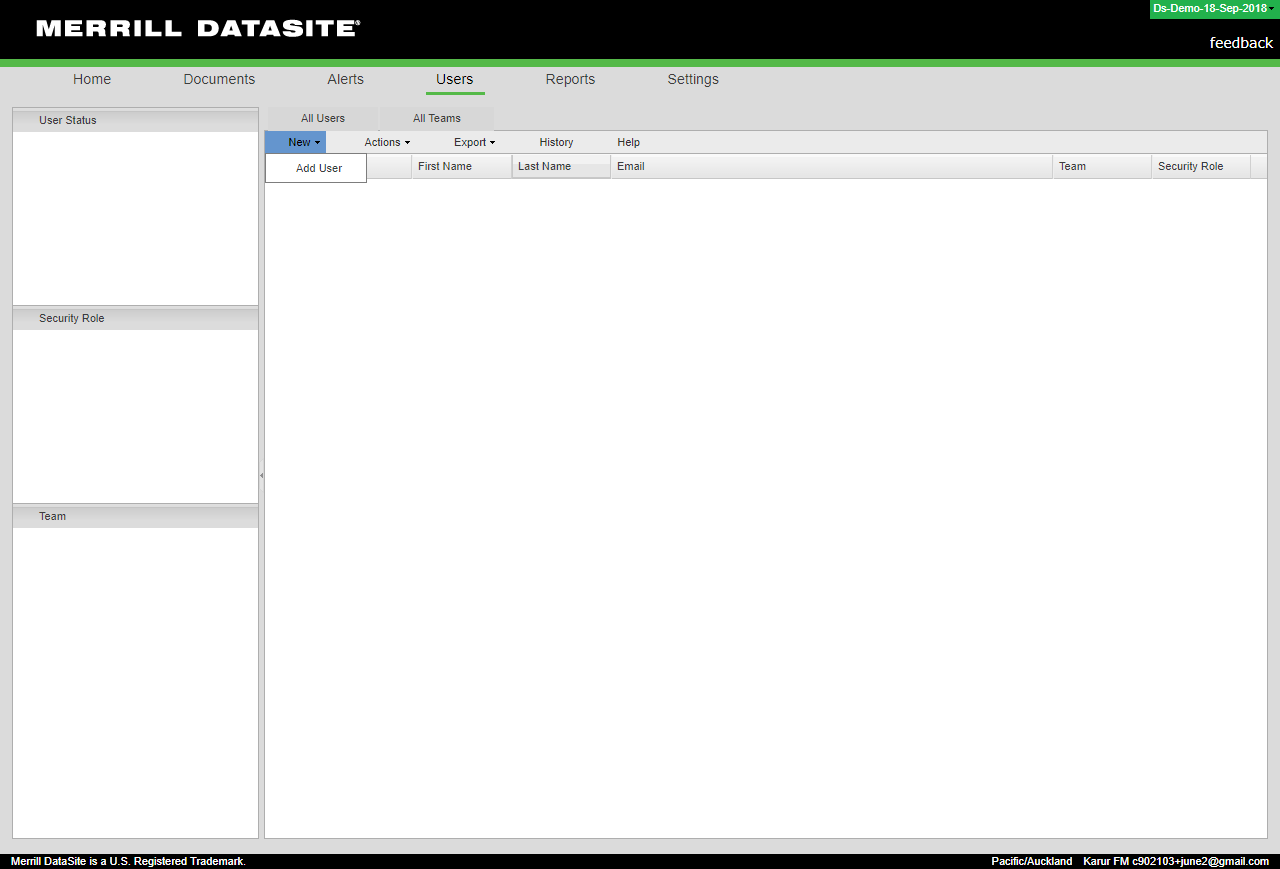 MERRILL DATASITE®
Ds-Demo-18-Sep-2018
feedback
Home Documents Alerts Users Reports Settings
User Status
All Users All Teams
New Actions Export History Help
Add User
First Name Last Name Email Team Security Role
Security Role
Team
Merrill DataSite is a U.S. Registered Trademark.
Pacific/Auckland Karur FM c902103+june2@gmail.com